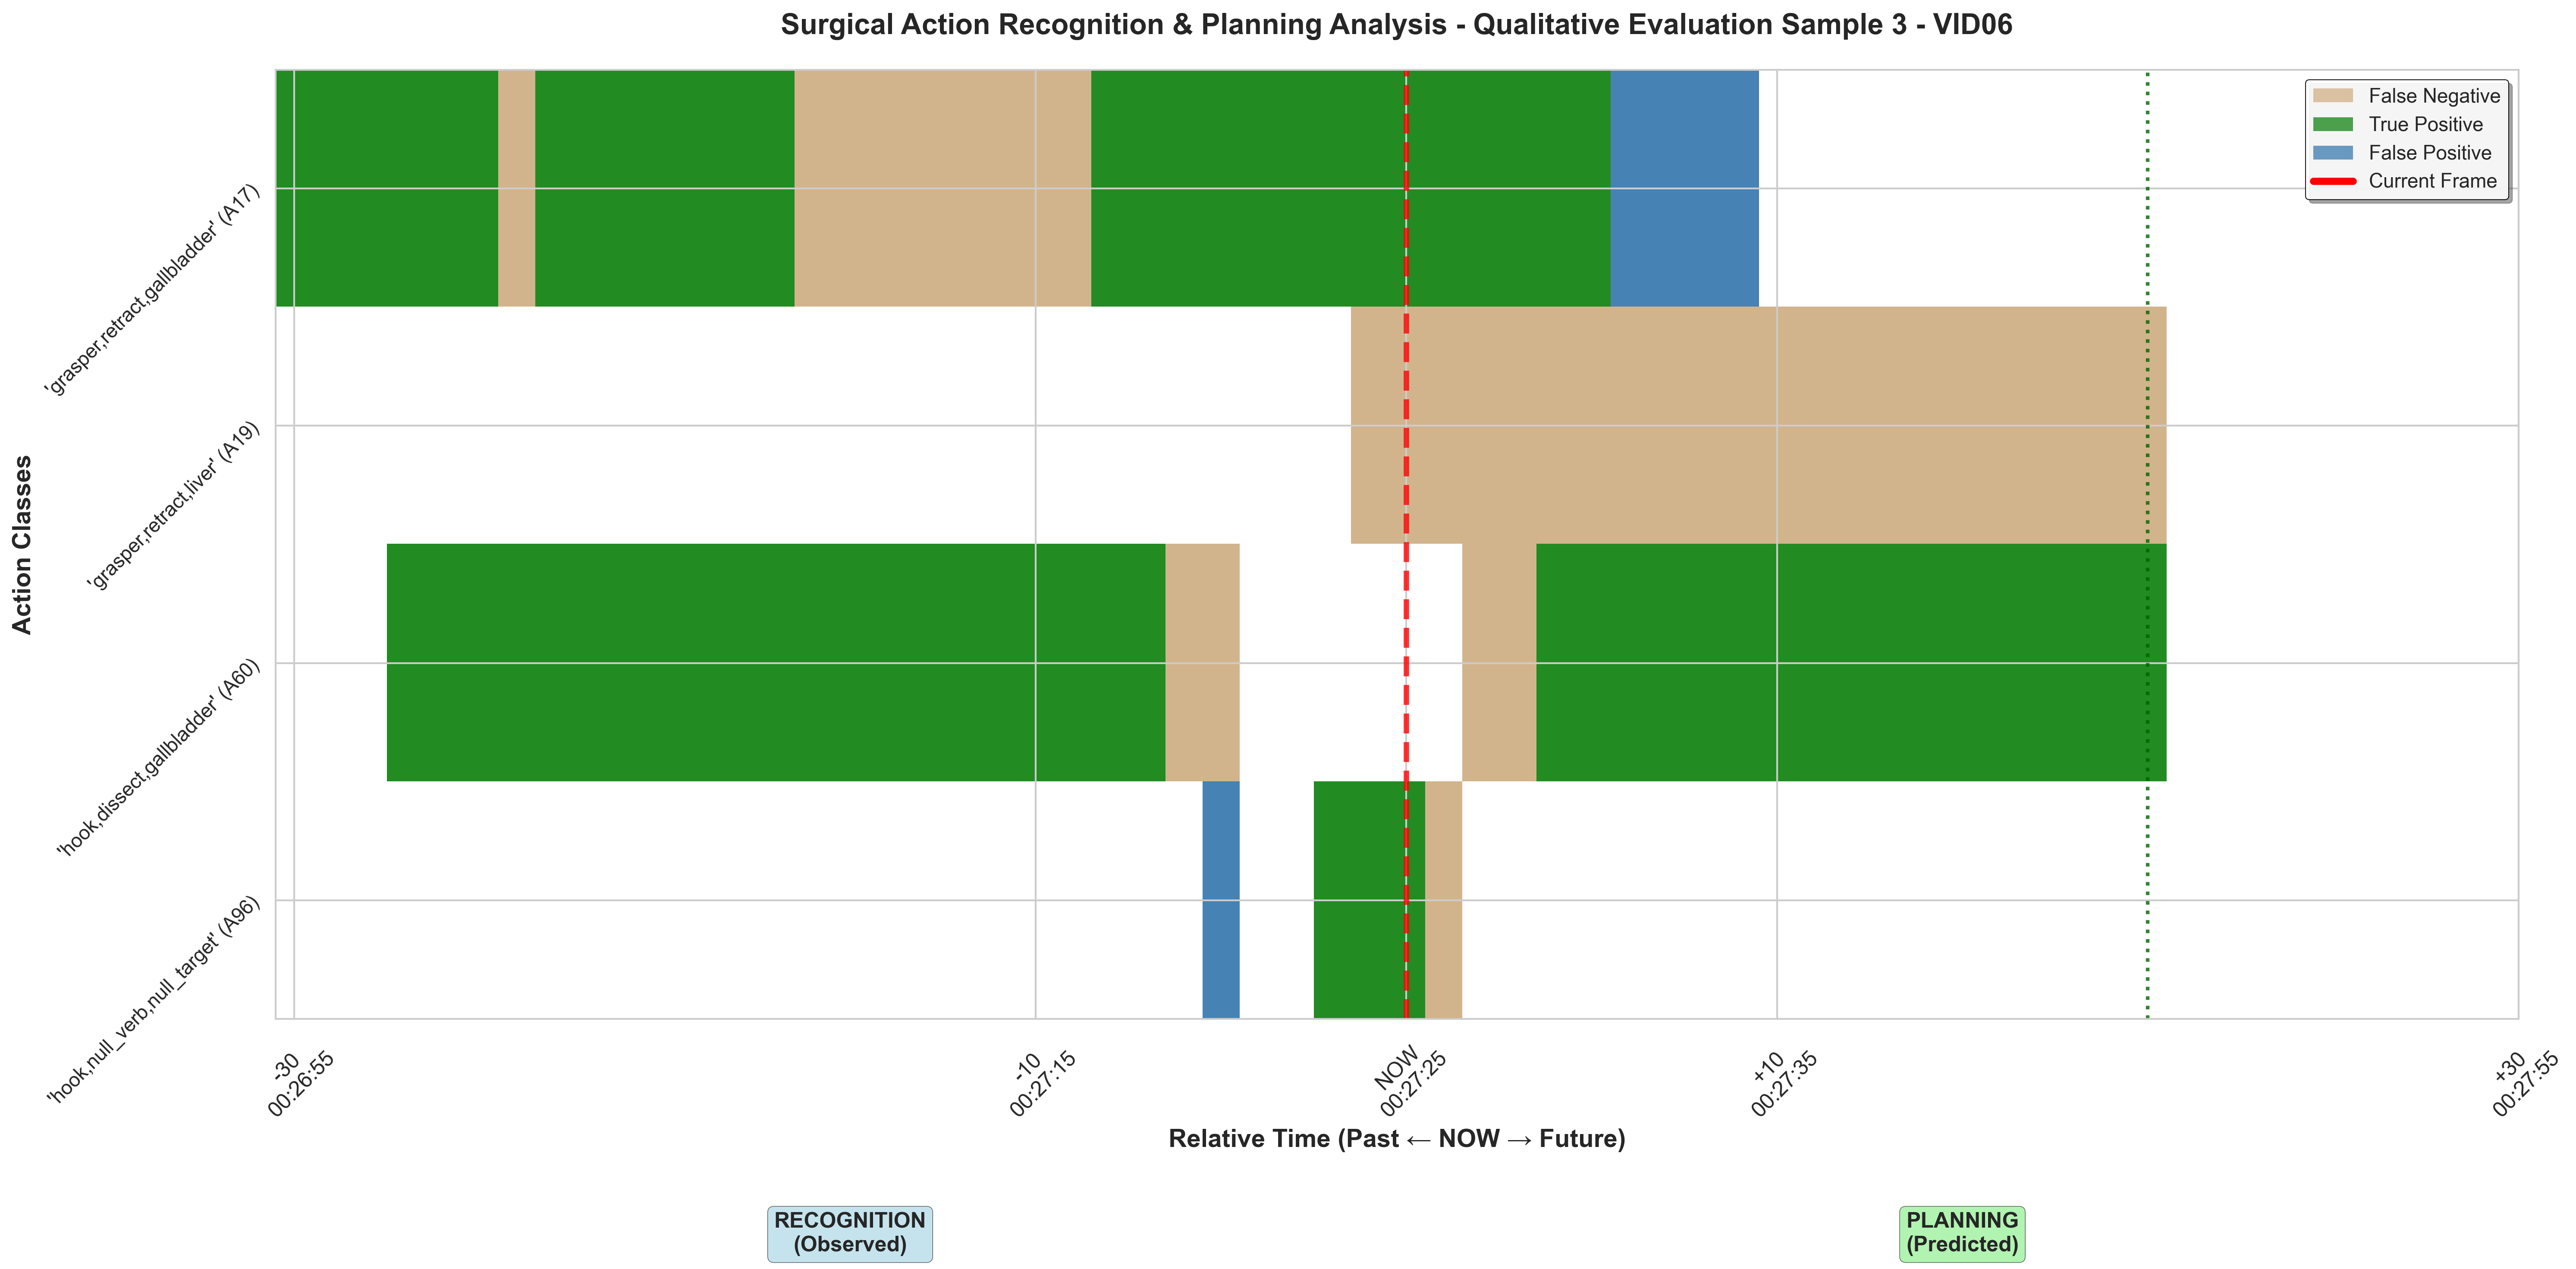 Surgical Action Recognition & Planning Analysis - Qualitative Evaluation Sample 3 - VID06
False Negative
True Positive
False Positive
Current Frame
Action Classes
'grasper,retract,gallbladder' (A17)
'grasper,retract,liver' (A19)
'hook,dissect,gallbladder' (A60)
'hook,null_verb,null_target' (A96)
-30
00:26:55
-10
00:27:15
NOW
00:27:25
+10
00:27:35
+30
00:27:55
Relative Time (Past ← NOW → Future)
RECOGNITION
(Observed)
PLANNING
(Predicted)